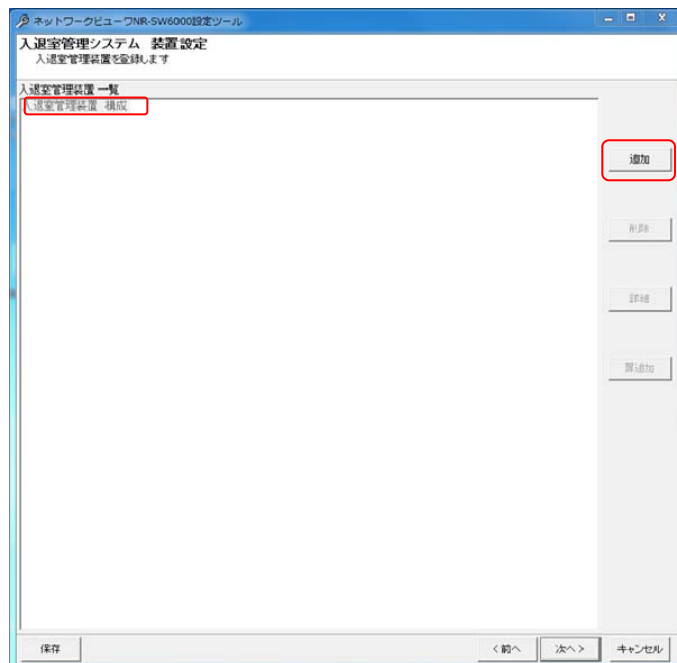 ネットワークビューワNR-SW6000設定ツール
入退室管理システム 装置設定
入退室管理装置を登録します
入退室管理装置 一覧
入退室管理装置 構成
追加
削除
詳細
扉追加
保存
< 前へ
次へ >
キャンセル